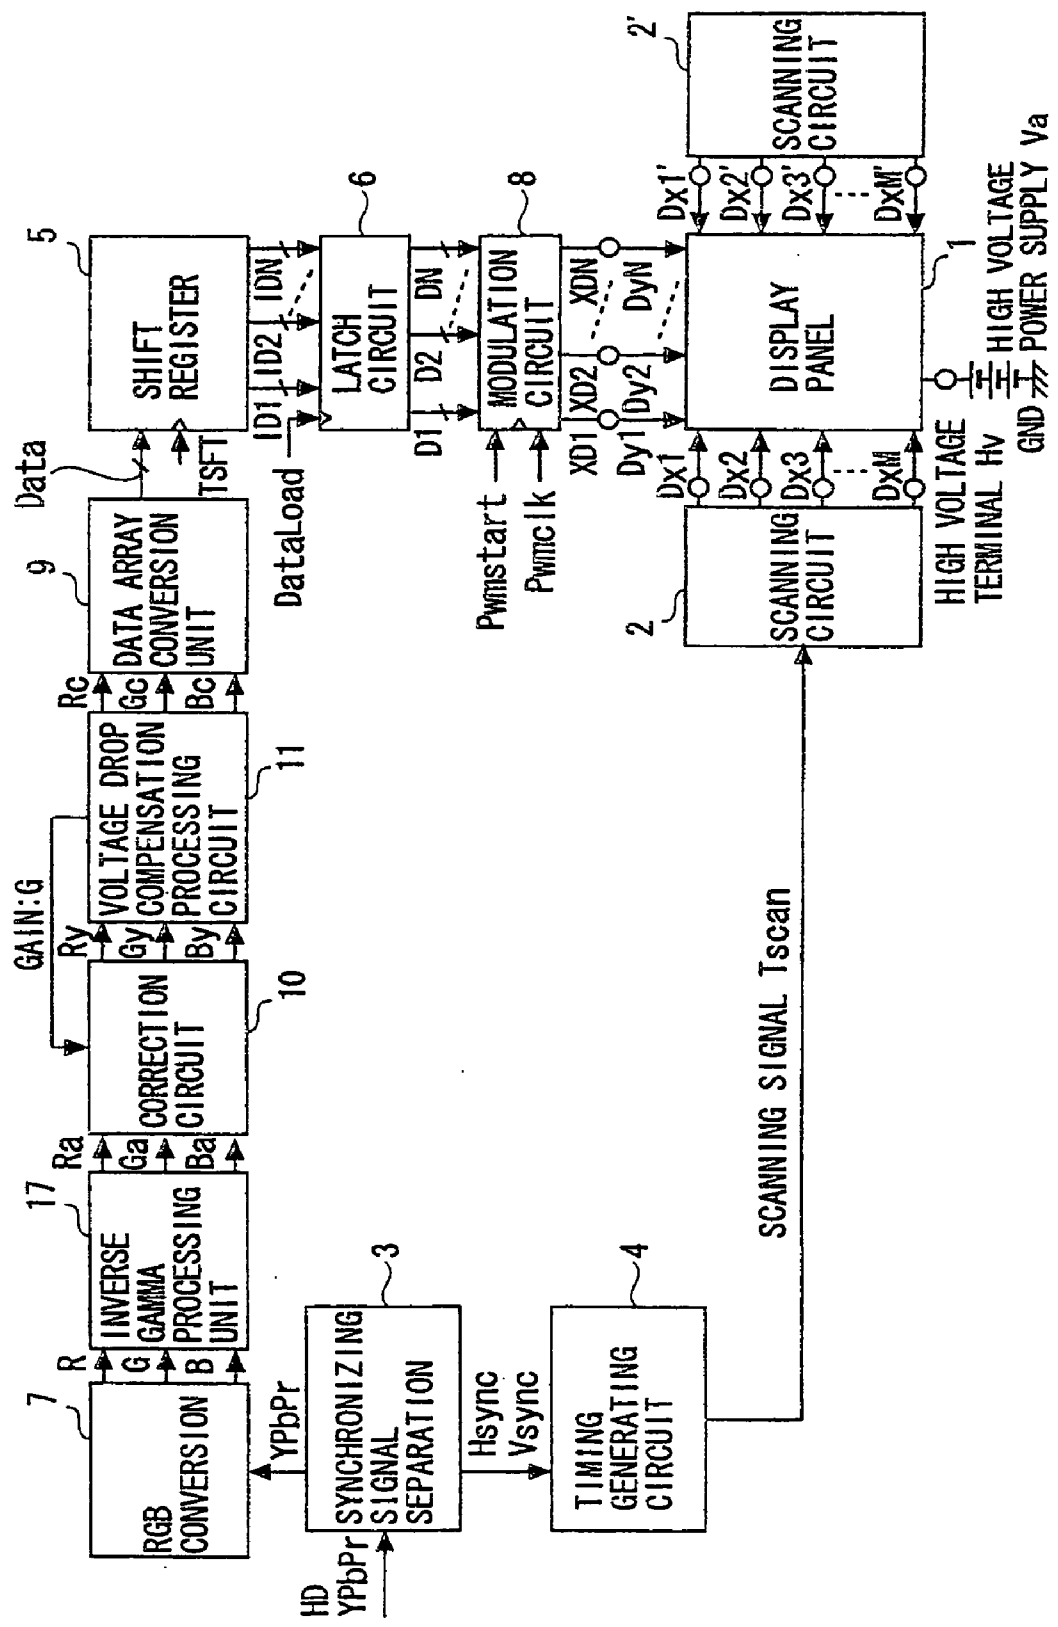 HD
YPbPr
SYNCHRONIZING
SIGNAL
SEPARATION
3
YPbPr
Hsync
Vsync
RGB
CONVERSION
7
R
G
B
INVERSE
GAMMA
PROCESSING
UNIT
17
Ra
Ga
Ba
CORRECTION
CIRCUIT
10
GAIN:G
Ry
Gy
By
VOLTAGE DROP
COMPENSATION
PROCESSING
CIRCUIT
11
Rc
Gc
Bc
DATA ARRAY
CONVERSION
UNIT
9
Data
TSFT
SHIFT
REGISTER
5
ID1
ID2
IDN
DataLoad
LATCH
CIRCUIT
6
D1
D2
DN
Pwmstart
Pwmclk
MODULATION
CIRCUIT
8
XD1
XD2
XDN
Dy1
Dy2
DyN
TIMING
GENERATING
CIRCUIT
4
SCANNING SIGNAL Tscan
SCANNING
CIRCUIT
2
Dx1
Dx2
Dx3
DxM
DISPLAY
PANEL
1
Dx1'
Dx2'
Dx3'
DxM'
SCANNING
CIRCUIT
2'
HIGH VOLTAGE
TERMINAL Hv
GND
HIGH VOLTAGE
POWER SUPPLY Va